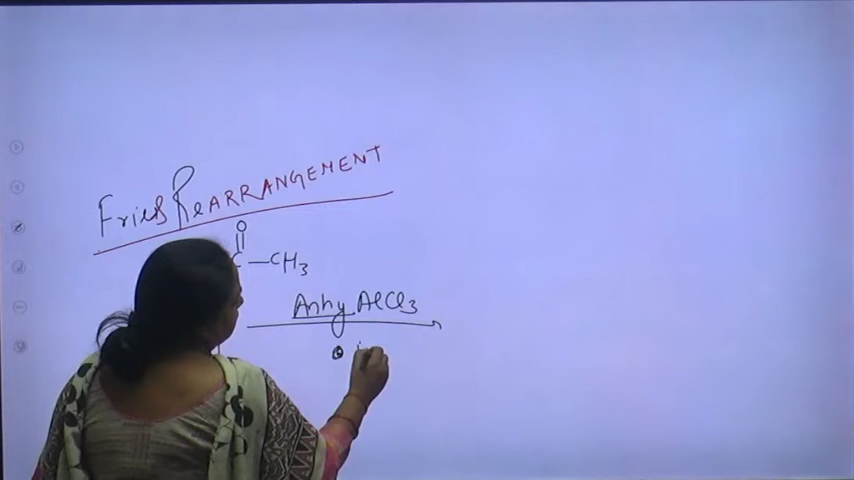 Fries REARRANGEMENT
O
C—CH3
Anhy AlCl3